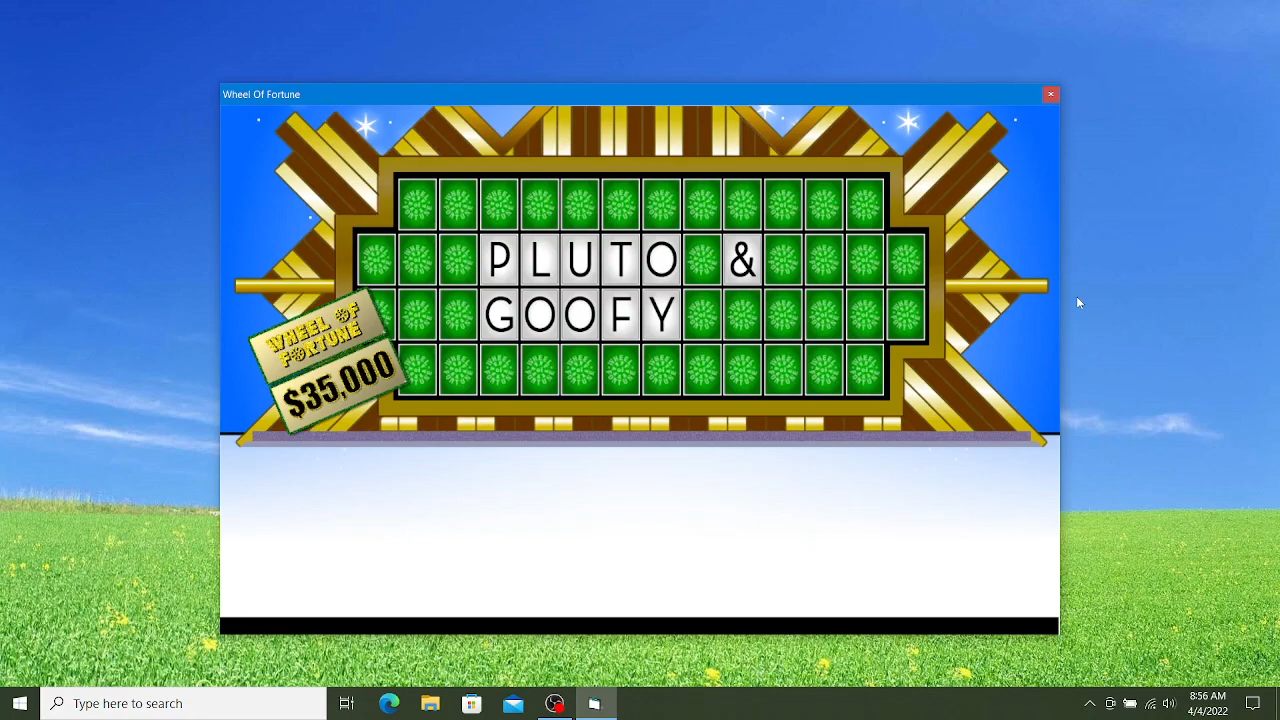 Wheel Of Fortune
PLUTO &
GOOFY
WHEEL OF
FORTUNE
$35,000
Type here to search
8:56 AM
4/4/2022